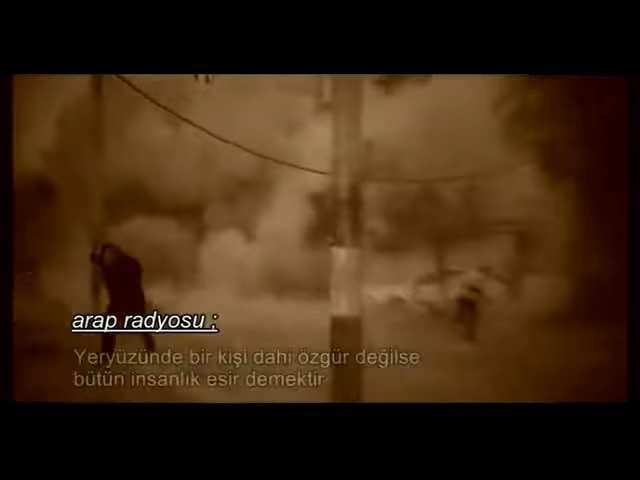 arap radyosu ;
Yeryüzünde bir kişi dahi özgür değilse
bütün insanlık esir demektir